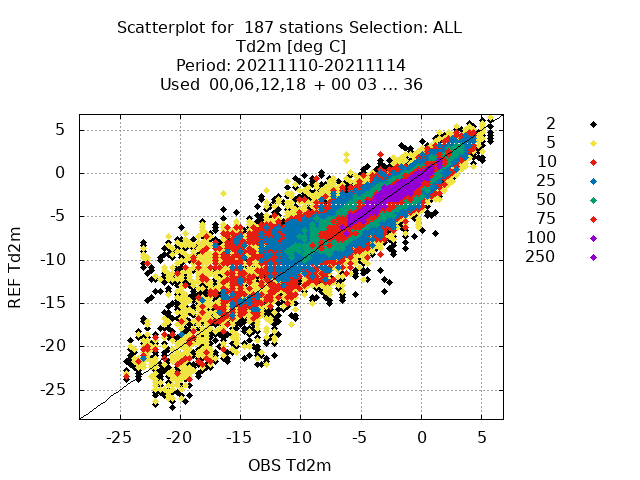 Scatterplot for  187 stations Selection: ALL
Td2m [deg C]
Period: 20211110-20211114
Used  00,06,12,18 + 00 03 ... 36
2
5
10
25
50
75
100
250
5
0
-5
-10
-15
-20
-25
REF Td2m
-25 -20 -15 -10 -5 0 5
OBS Td2m